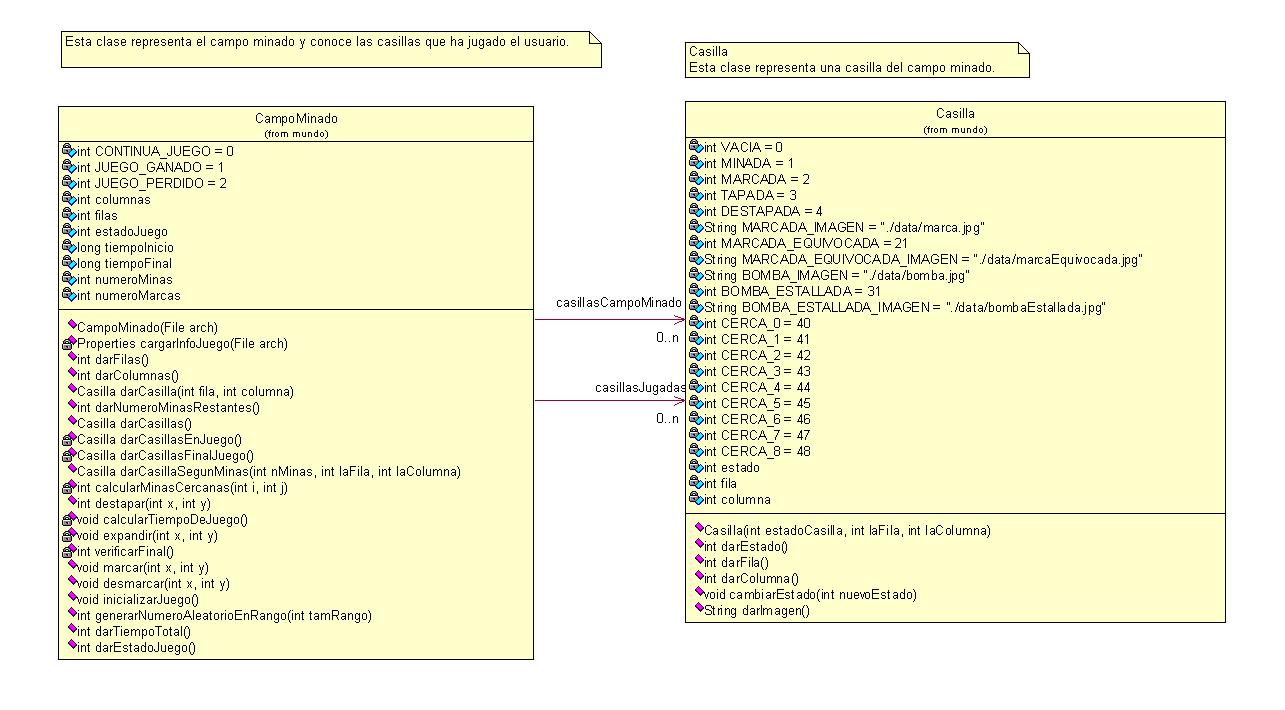 Esta clase representa el campo minado y conoce las casillas que ha jugado el usuario.
Casilla
Esta clase representa una casilla del campo minado.
CampoMinado
(from mundo)
int CONTINUA_JUEGO = 0
int JUEGO_GANADO = 1
int JUEGO_PERDIDO = 2
int columnas
int filas
int estadoJuego
long tiempoInicio
long tiempoFinal
int numeroMinas
int numeroMarcas
CampoMinado(File arch)
Properties cargarInfoJuego(File arch)
int darFilas()
int darColumnas()
Casilla darCasilla(int fila, int columna)
int darNumeroMinasRestantes()
Casilla darCasillas()
Casilla darCasillasEnJuego()
Casilla darCasillasFinalJuego()
Casilla darCasillaSegunMinas(int nMinas, int laFila, int laColumna)
int calcularMinasCercanas(int i, int j)
int destapar(int x, int y)
void calcularTiempoDeJuego()
void expandir(int x, int y)
int verificarFinal()
void marcar(int x, int y)
void desmarcar(int x, int y)
void inicializarJuego()
int generarNumeroAleatorioEnRango(int tamRango)
int darTiempoTotal()
int darEstadoJuego()
casillasCampoMinado
0..n
casillasJugadas
0..n
Casilla
(from mundo)
int VACIA = 0
int MINADA = 1
int MARCADA = 2
int TAPADA = 3
int DESTAPADA = 4
String MARCADA_IMAGEN = "./data/marca.jpg"
int MARCADA_EQUIVOCADA = 21
String MARCADA_EQUIVOCADA_IMAGEN = "./data/marcaEquivocada.jpg"
String BOMBA_IMAGEN = "./data/bomba.jpg"
int BOMBA_ESTALLADA = 31
String BOMBA_ESTALLADA_IMAGEN = "./data/bombaEstallada.jpg"
int CERCA_0 = 40
int CERCA_1 = 41
int CERCA_2 = 42
int CERCA_3 = 43
int CERCA_4 = 44
int CERCA_5 = 45
int CERCA_6 = 46
int CERCA_7 = 47
int CERCA_8 = 48
int estado
int fila
int columna
Casilla(int estadoCasilla, int laFila, int laColumna)
int darEstado()
int darFila()
int darColumna()
void cambiarEstado(int nuevoEstado)
String darImagen()